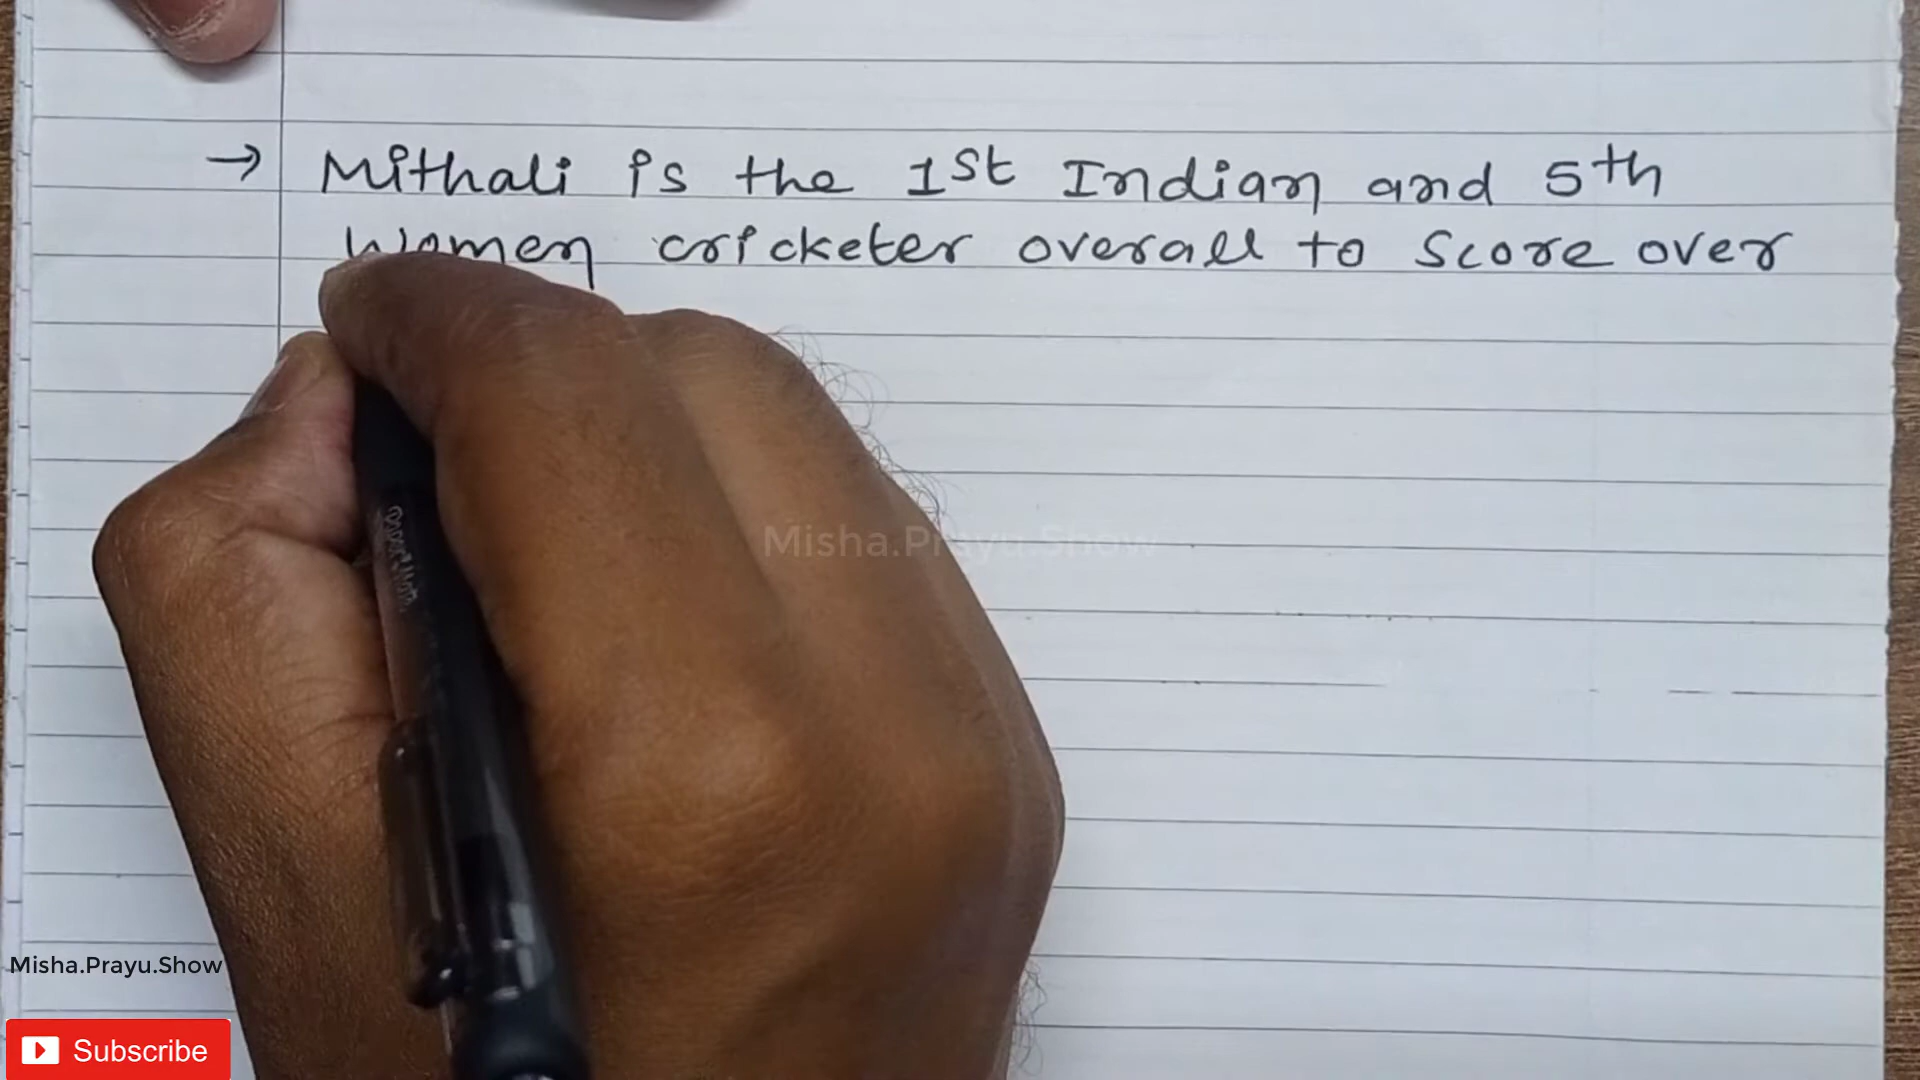 → Mithali is the 1st Indian and 5th
Women cricketer overall to Score over
Misha.Prayu.Show
Misha.Prayu.Show
Subscribe